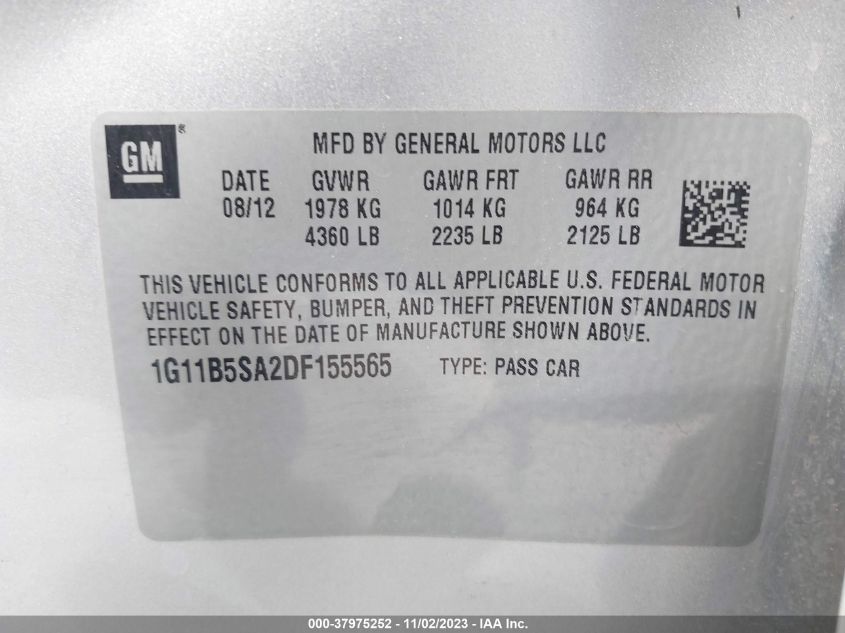 GM ®
MFD BY GENERAL MOTORS LLC
DATE GVWR GAWR FRT GAWR RR
08/12 1978 KG 1014 KG 964 KG
4360 LB 2235 LB 2125 LB
THIS VEHICLE CONFORMS TO ALL APPLICABLE U.S. FEDERAL MOTOR
VEHICLE SAFETY, BUMPER, AND THEFT PREVENTION STANDARDS IN
EFFECT ON THE DATE OF MANUFACTURE SHOWN ABOVE.
1G11B5SA2DF155565 TYPE: PASS CAR
000-37975252 - 11/02/2023 - IAA Inc.